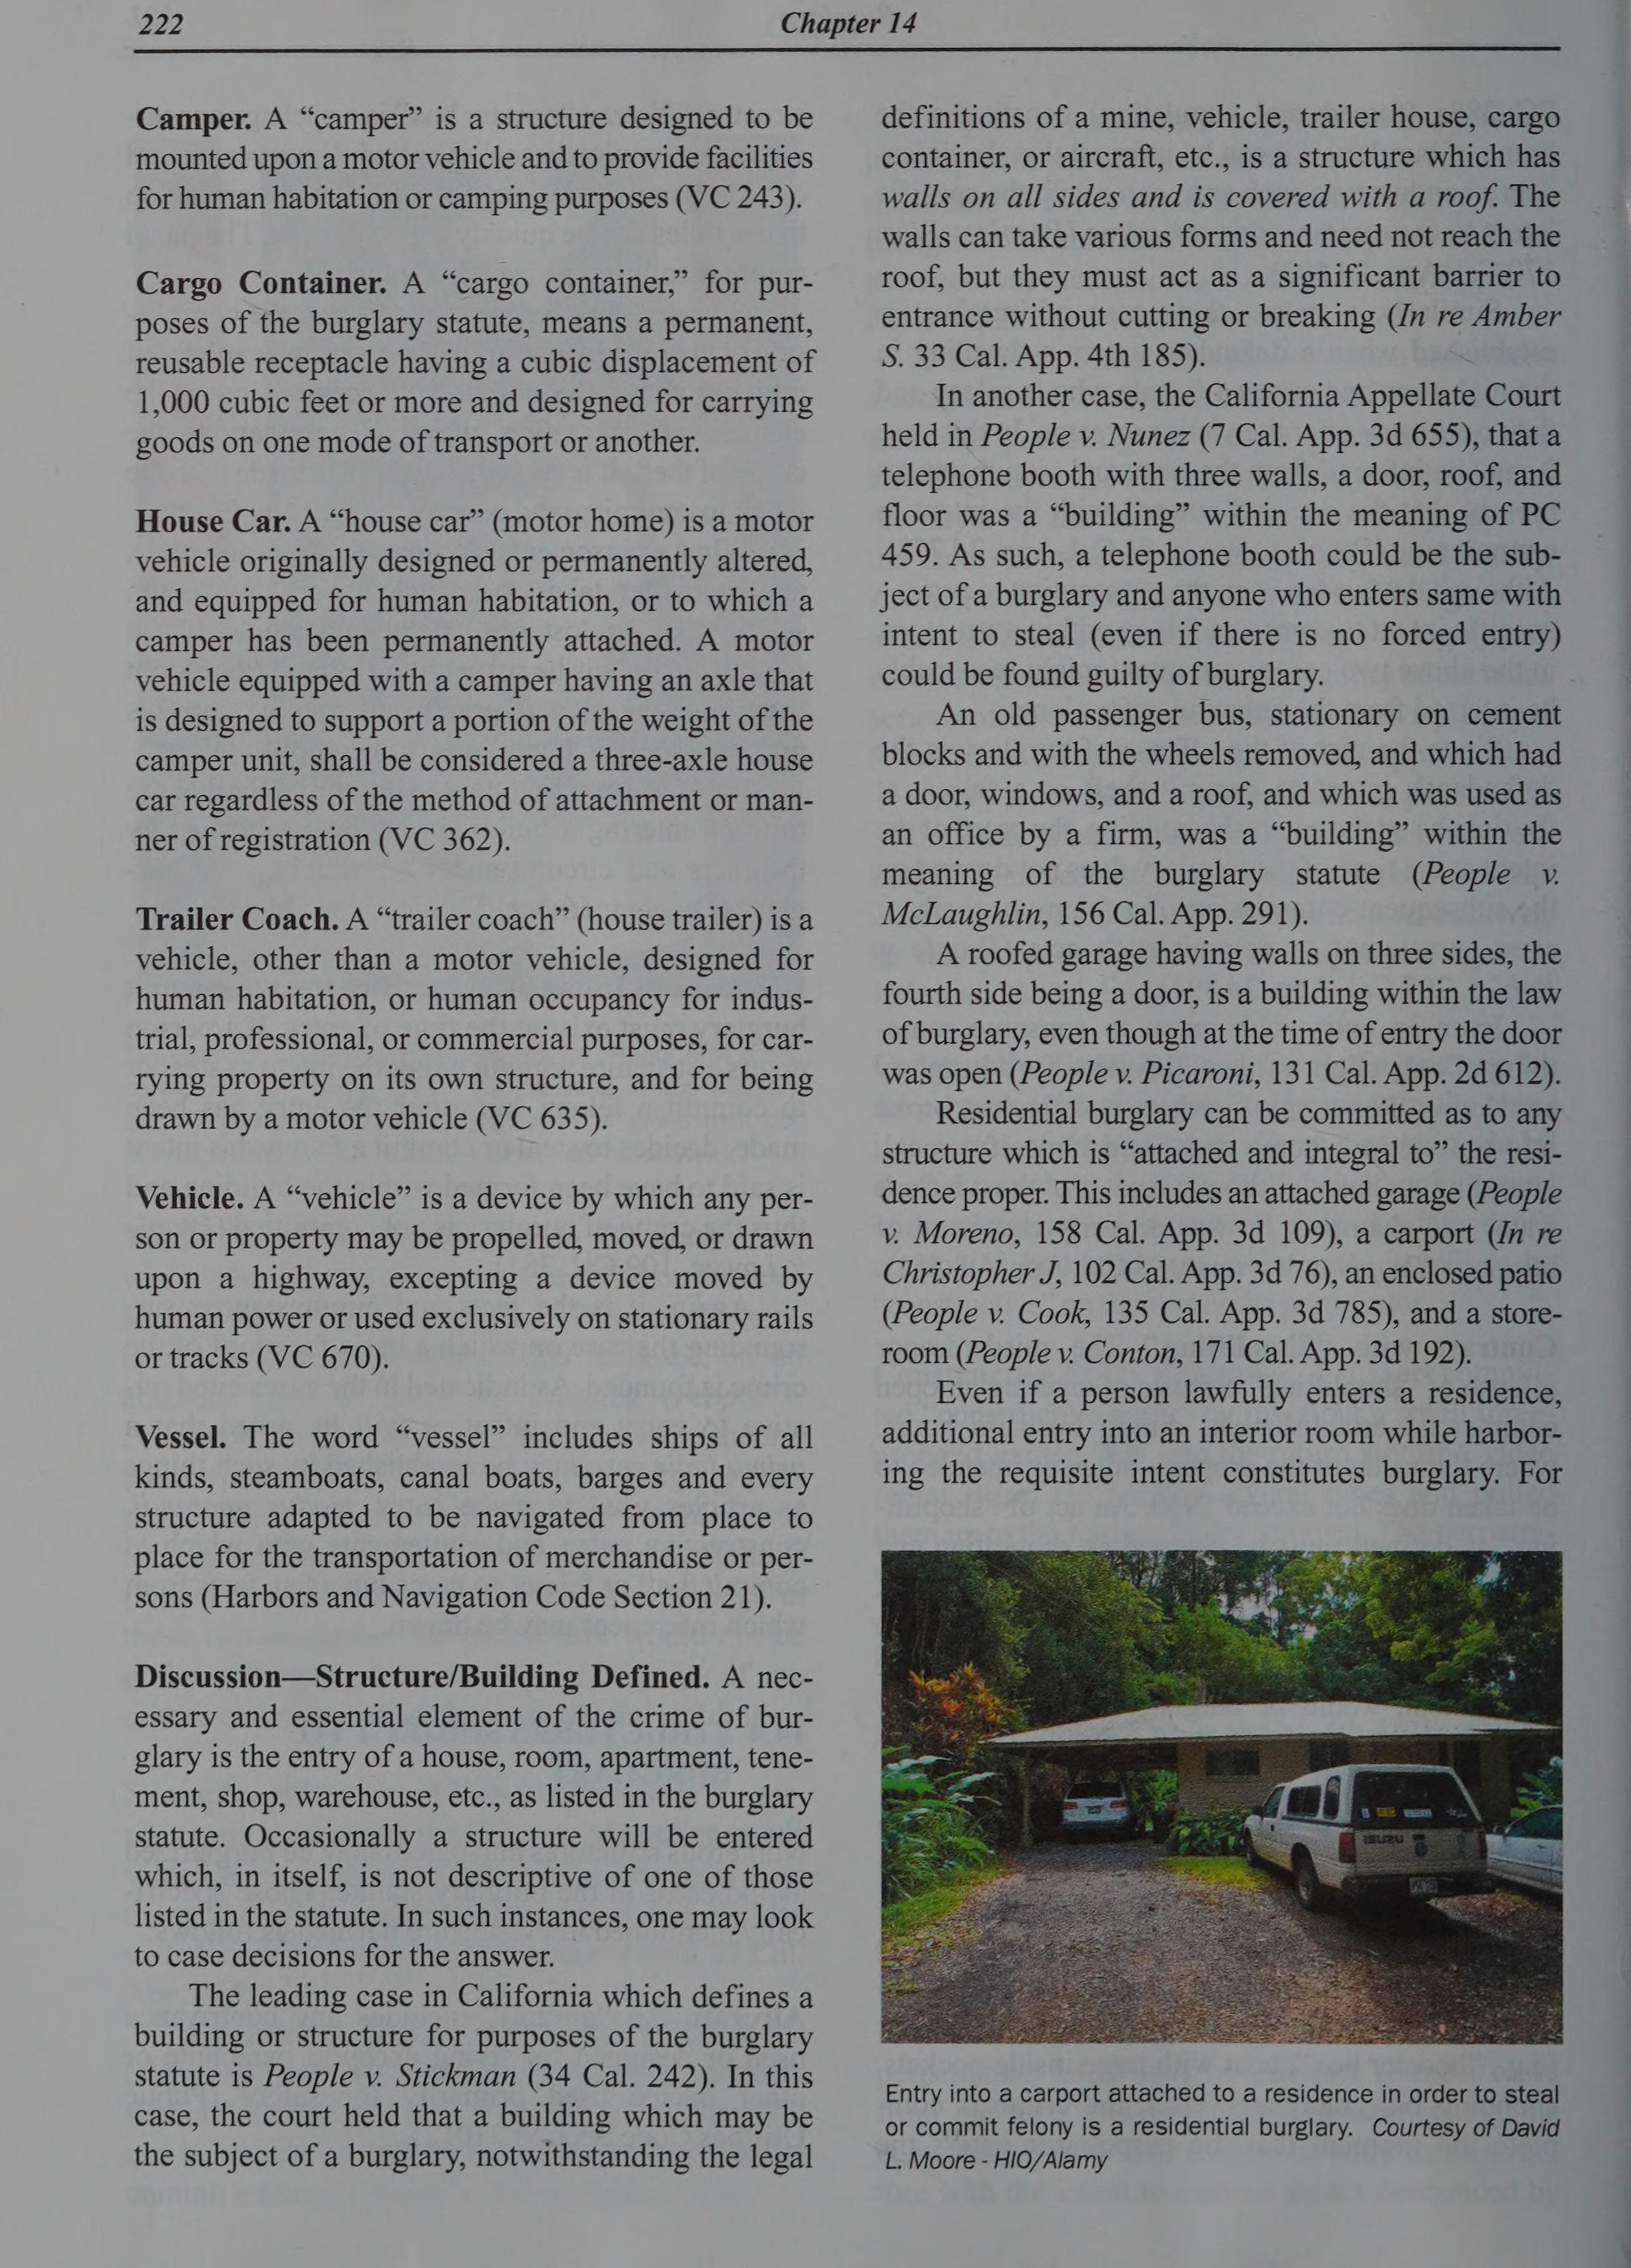 222
Chapter 14
Camper. A “camper” is a structure designed to be
mounted upon a motor vehicle and to provide facilities
for human habitation or camping purposes (VC 243).
Cargo Container. A “cargo container,” for pur-
poses of the burglary statute, means a permanent,
reusable receptacle having a cubic displacement of
1,000 cubic feet or more and designed for carrying
goods on one mode of transport or another.
House Car. A “house car” (motor home) is a motor
vehicle originally designed or permanently altered,
and equipped for human habitation, or to which a
camper has been permanently attached. A motor
vehicle equipped with a camper having an axle that
is designed to support a portion of the weight of the
camper unit, shall be considered a three-axle house
car regardless of the method of attachment or man-
ner of registration (VC 362).
Trailer Coach. A “trailer coach” (house trailer) is a
vehicle, other than a motor vehicle, designed for
human habitation, or human occupancy for indus-
trial, professional, or commercial purposes, for car-
rying property on its own structure, and for being
drawn by a motor vehicle (VC 635).
Vehicle. A “vehicle” is a device by which any per-
son or property may be propelled, moved, or drawn
upon a highway, excepting a device moved by
human power or used exclusively on stationary rails
or tracks (VC 670).
Vessel. The word “vessel” includes ships of all
kinds, steamboats, canal boats, barges and every
structure adapted to be navigated from place to
place for the transportation of merchandise or per-
sons (Harbors and Navigation Code Section 21).
Discussion—Structure/Building Defined. A nec-
essary and essential element of the crime of bur-
glary is the entry of a house, room, apartment, tene-
ment, shop, warehouse, etc., as listed in the burglary
statute. Occasionally a structure will be entered
which, in itself, is not descriptive of one of those
listed in the statute. In such instances, one may look
to case decisions for the answer.
The leading case in California which defines a
building or structure for purposes of the burglary
statute is People v. Stickman (34 Cal. 242). In this
case, the court held that a building which may be
the subject of a burglary, notwithstanding the legal
definitions of a mine, vehicle, trailer house, cargo
container, or aircraft, etc., is a structure which has
walls on all sides and is covered with a roof. The
walls can take various forms and need not reach the
roof, but they must act as a significant barrier to
entrance without cutting or breaking (In re Amber
S. 33 Cal. App. 4th 185).
In another case, the California Appellate Court
held in People v. Nunez (7 Cal. App. 3d 655), that a
telephone booth with three walls, a door, roof, and
floor was a “building” within the meaning of PC
459. As such, a telephone booth could be the sub-
ject of a burglary and anyone who enters same with
intent to steal (even if there is no forced entry)
could be found guilty of burglary.
An old passenger bus, stationary on cement
blocks and with the wheels removed, and which had
a door, windows, and a roof, and which was used as
an office by a firm, was a “building” within the
meaning of the burglary statute (People v.
McLaughlin, 156 Cal. App. 291).
A roofed garage having walls on three sides, the
fourth side being a door, is a building within the law
of burglary, even though at the time of entry the door
was open (People v. Picaroni, 131 Cal. App. 2d 612).
Residential burglary can be committed as to any
structure which is “attached and integral to” the resi-
dence proper. This includes an attached garage (People
v. Moreno, 158 Cal. App. 3d 109), a carport (In re
Christopher J, 102 Cal. App. 3d 76), an enclosed patio
(People v. Cook, 135 Cal. App. 3d 785), and a store-
room (People v. Conton, 171 Cal. App. 3d 192).
Even if a person lawfully enters a residence,
additional entry into an interior room while harbor-
ing the requisite intent constitutes burglary. For
ISUZU
Entry into a carport attached to a residence in order to steal
or commit felony is a residential burglary. Courtesy of David
L. Moore - HIO/Alamy